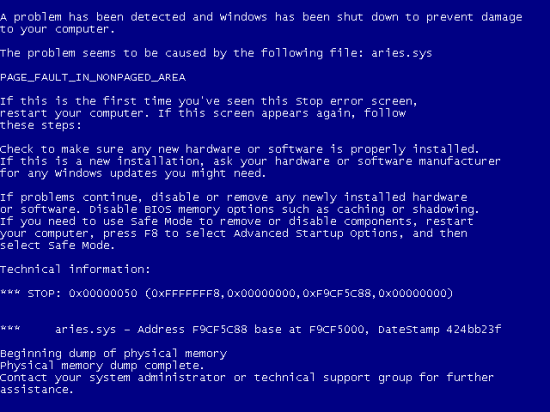 A problem has been detected and Windows has been shut down to prevent damage
to your computer.
The problem seems to be caused by the following file: aries.sys
PAGE_FAULT_IN_NONPAGED_AREA
If this is the first time you've seen this Stop error screen,
restart your computer. If this screen appears again, follow
these steps:
Check to make sure any new hardware or software is properly installed.
If this is a new installation, ask your hardware or software manufacturer
for any Windows updates you might need.
If problems continue, disable or remove any newly installed hardware
or software. Disable BIOS memory options such as caching or shadowing.
If you need to use Safe Mode to remove or disable components, restart
your computer, press F8 to select Advanced Startup Options, and then
select Safe Mode.
Technical information:
*** STOP: 0x00000050 (0xFFFFFFF8,0x00000000,0xF9CF5C88,0x00000000)
*** aries.sys - Address F9CF5C88 base at F9CF5000, DateStamp 424bb23f
Beginning dump of physical memory
Physical memory dump complete.
Contact your system administrator or technical support group for further
assistance.